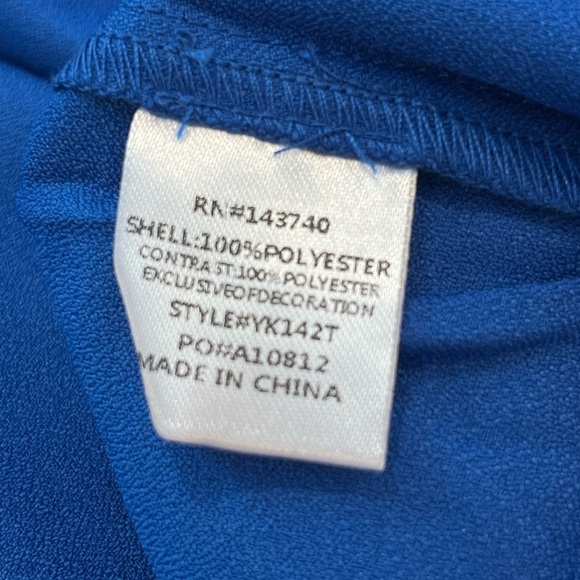 RN#143740
SHELL:100%POLYESTER
CONTRAST:100%POLYESTER
EXCLUSIVEOFDECORATION
STYLE#YK142T
PO#A10812
MADE IN CHINA